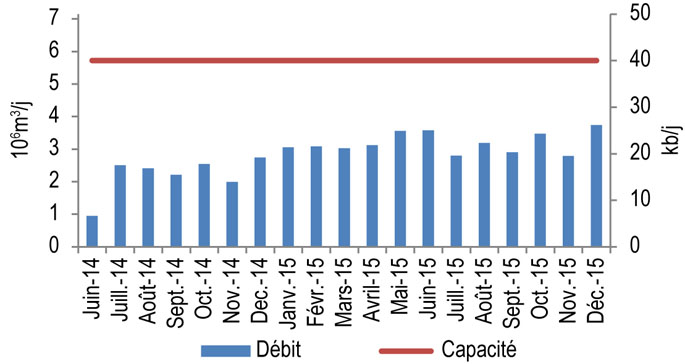 7
6
5
4
3
2
1
0
10⁶m³/j
50
40
30
20
10
0
kb/j
Juin-14
Juill.-14
Août-14
Sept.-14
Oct.-14
Nov.-14
Dec.-14
Janv.-15
Févr.-15
Mars-15
Avril-15
Mai-15
Juin-15
Juill.-15
Août-15
Sept.-15
Oct.-15
Nov.-15
Déc.-15
Débit Capacité